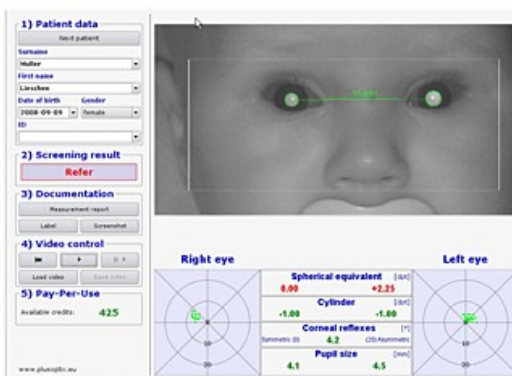 1) Patient data
Next patient
Surname
Muller
First name
Lieschen
Date of birth Gender
2008-09-09 female
ID
2) Screening result
Refer
3) Documentation
Measurement report
Label Screenshot
4) Video control
Load video Save video
5) Pay-Per-Use
Available credits: 425
www.plusoptix.eu
Right eye
Left eye
Spherical equivalent [dpt]
0.00 +2.25
Cylinder [dpt]
-1.00 -1.00
Corneal reflexes [°]
Symmetric (0) 4.2 (20) Asymmetric
Pupil size [mm]
4.1 4.5
10
10